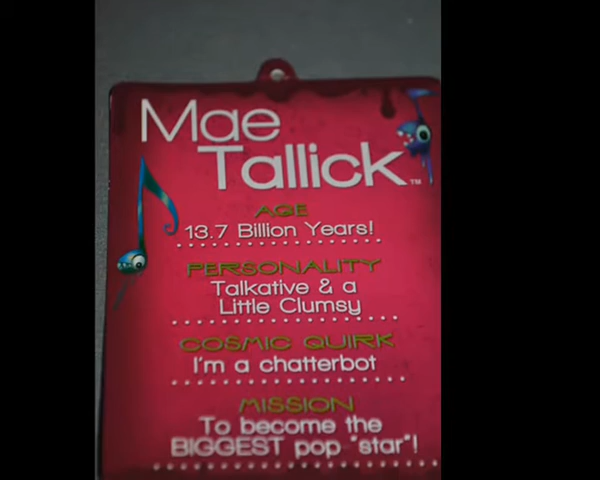 Mae
Tallick™
AGE
13.7 Billion Years!
PERSONALITY
Talkative & a
Little Clumsy
COSMIC QUIRK
I'm a chatterbot
MISSION
To become the
BIGGEST pop "star"!